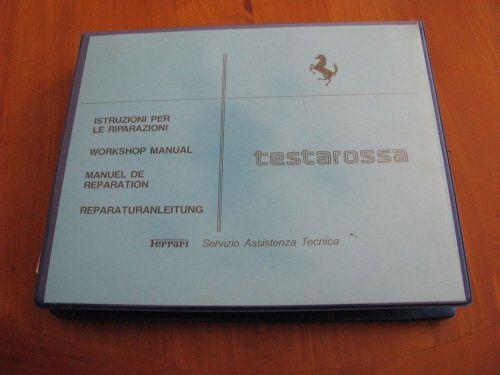 ISTRUZIONI PER
LE RIPARAZIONI
WORKSHOP MANUAL
MANUEL DE
REPARATION
REPARATURANLEITUNG
testarossa
Ferrari Servizio Assistenza Tecnica